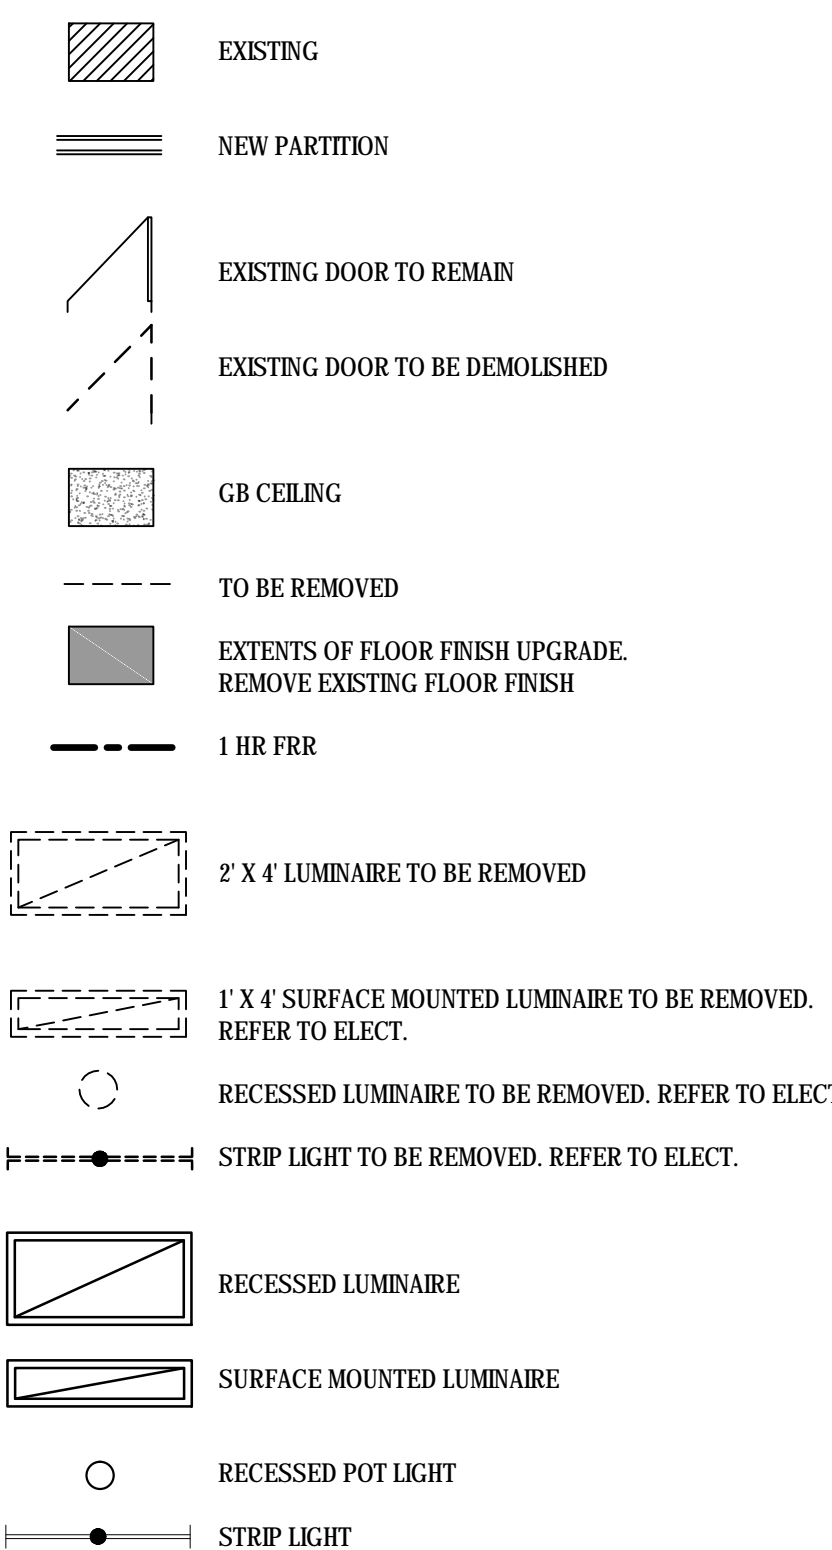 EXISTING
NEW PARTITION
EXISTING DOOR TO REMAIN
EXISTING DOOR TO BE DEMOLISHED
GB CEILING
TO BE REMOVED
EXTENTS OF FLOOR FINISH UPGRADE.
REMOVE EXISTING FLOOR FINISH
1 HR FRR
2' X 4' LUMINAIRE TO BE REMOVED
1' X 4' SURFACE MOUNTED LUMINAIRE TO BE REMOVED.
REFER TO ELECT.
RECESSED LUMINAIRE TO BE REMOVED. REFER TO ELECT
STRIP LIGHT TO BE REMOVED. REFER TO ELECT.
RECESSED LUMINAIRE
SURFACE MOUNTED LUMINAIRE
RECESSED POT LIGHT
STRIP LIGHT